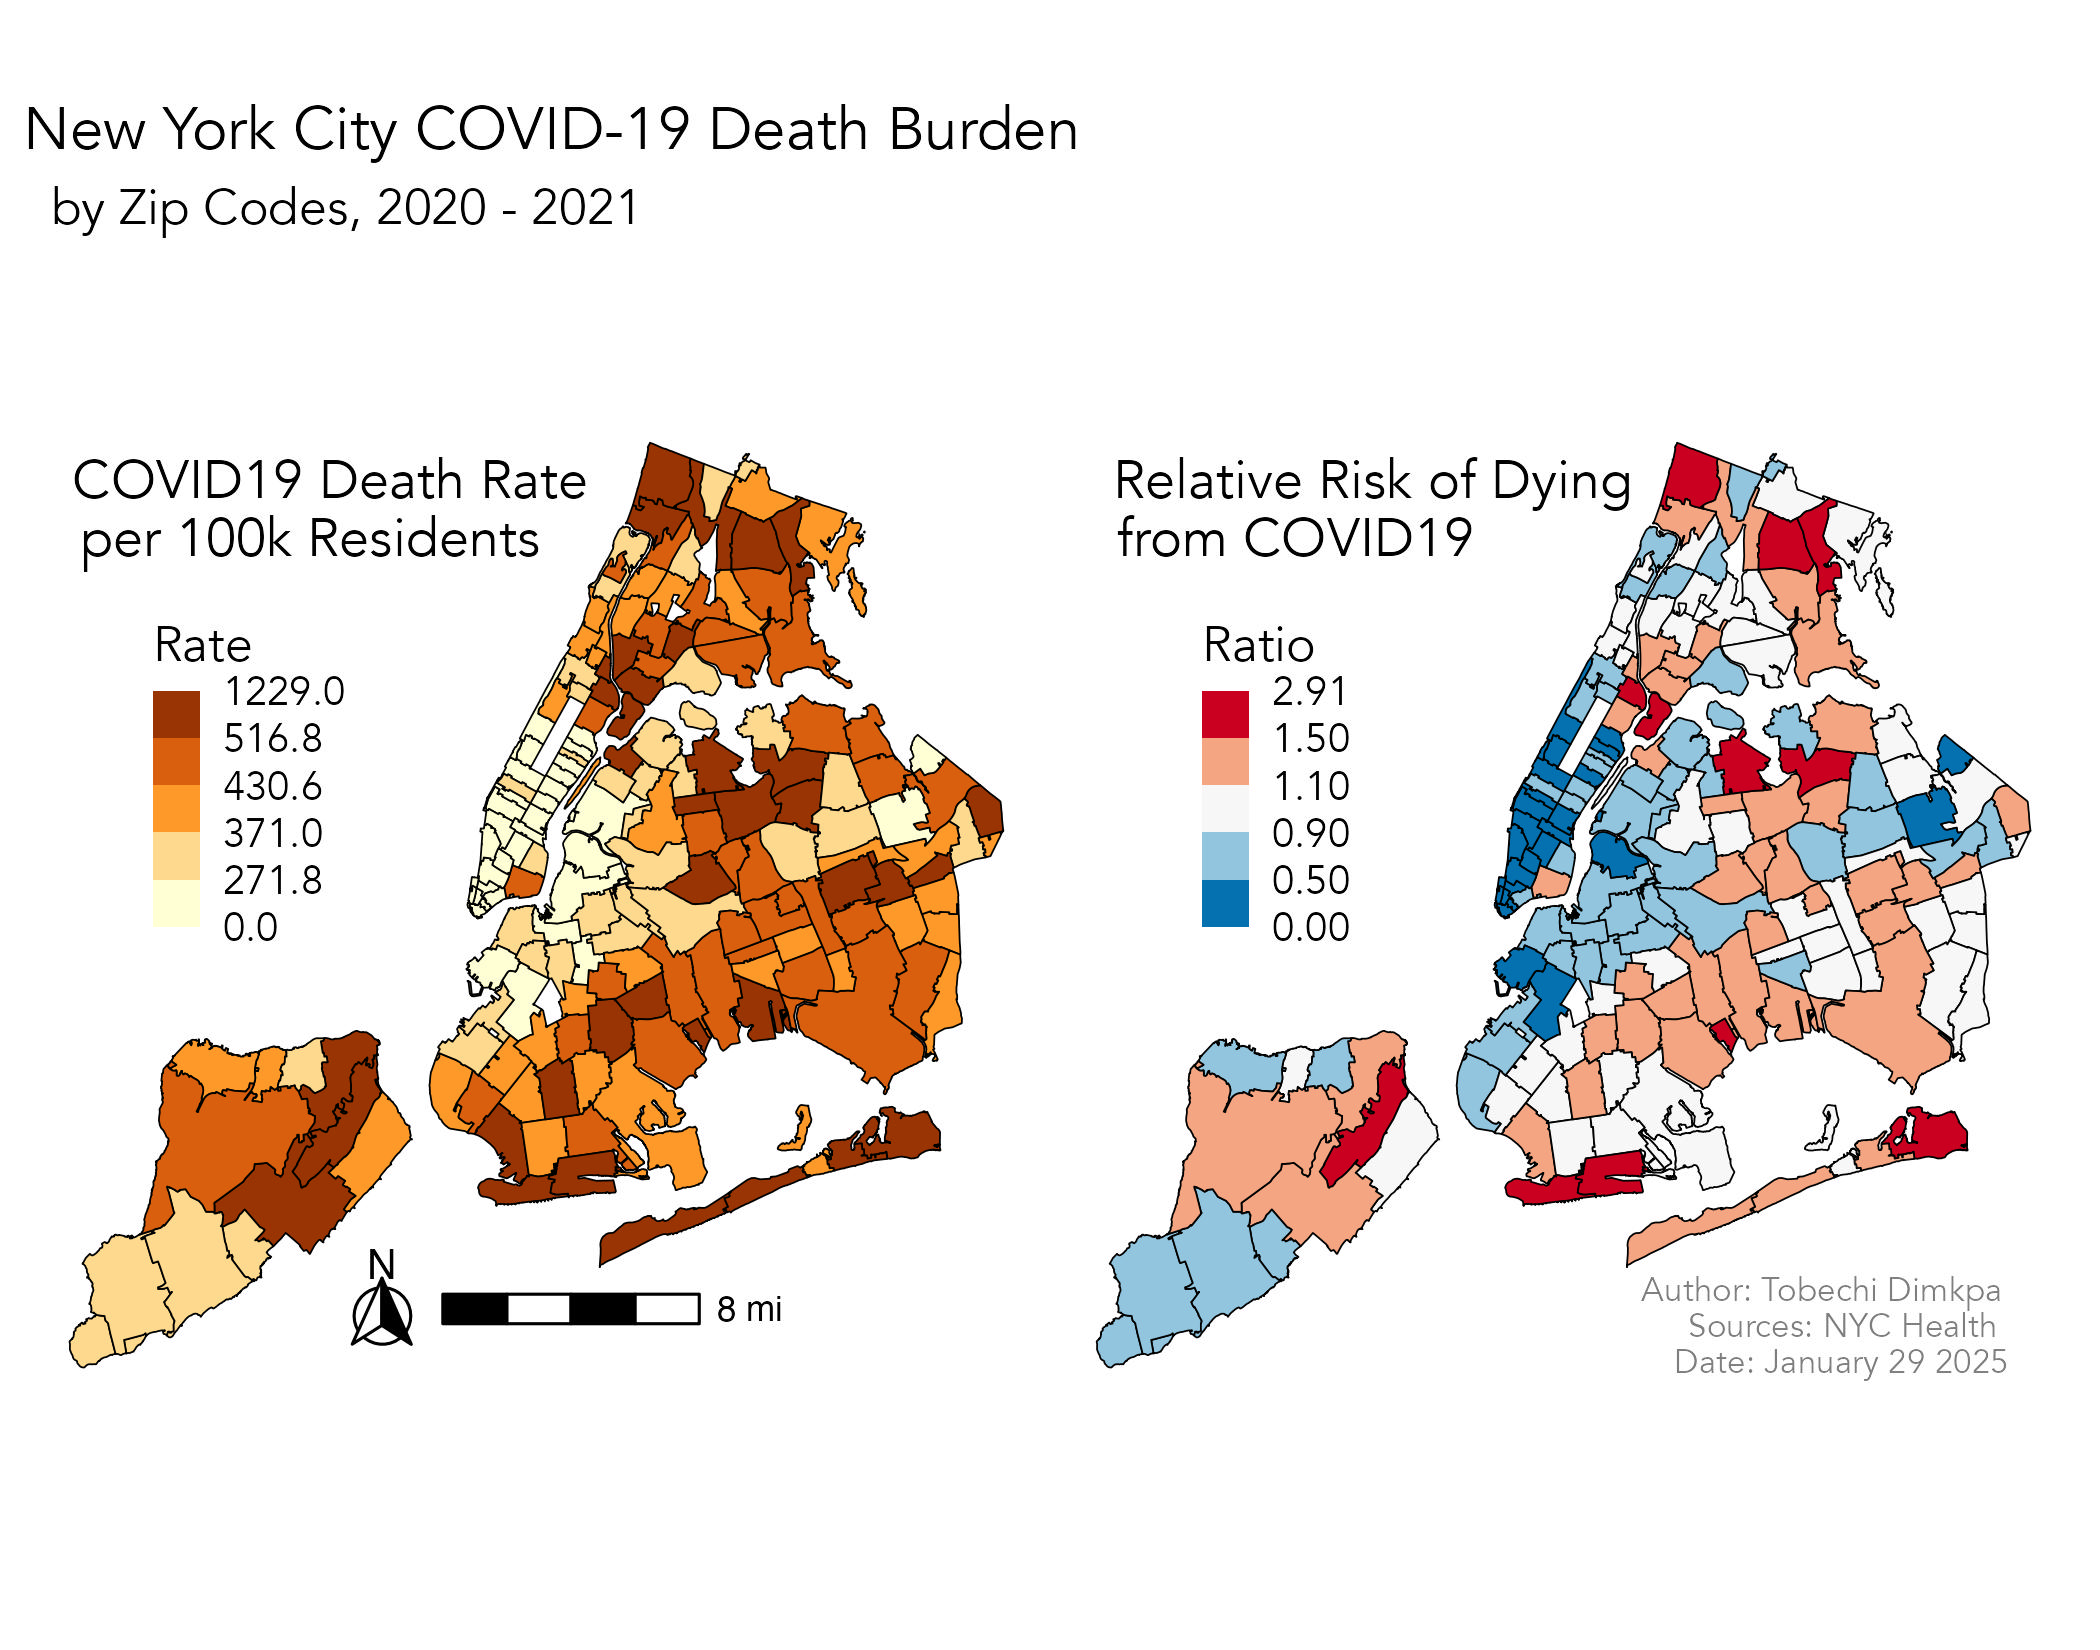 New York City COVID-19 Death Burden
by Zip Codes, 2020 - 2021
COVID19 Death Rate
per 100k Residents
Rate
1229.0
516.8
430.6
371.0
271.8
0.0
N
8 mi
Relative Risk of Dying
from COVID19
Ratio
2.91
1.50
1.10
0.90
0.50
0.00
Author: Tobechi Dimkpa
Sources: NYC Health
Date: January 29 2025